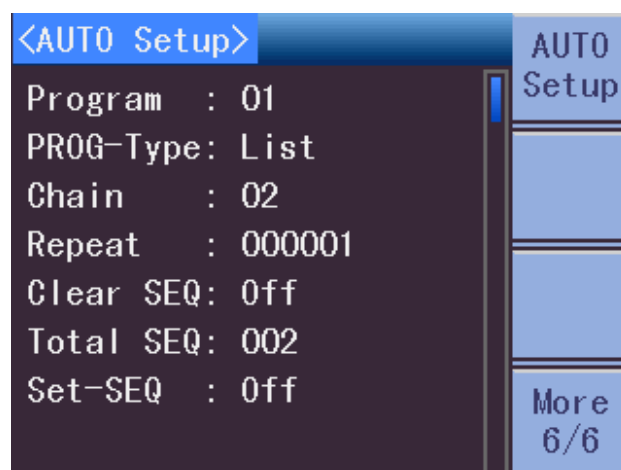 <AUTO Setup>
Program : 01
PROG-Type: List
Chain : 02
Repeat : 000001
Clear SEQ: Off
Total SEQ: 002
Set-SEQ : Off
AUTO
Setup
More
6/6